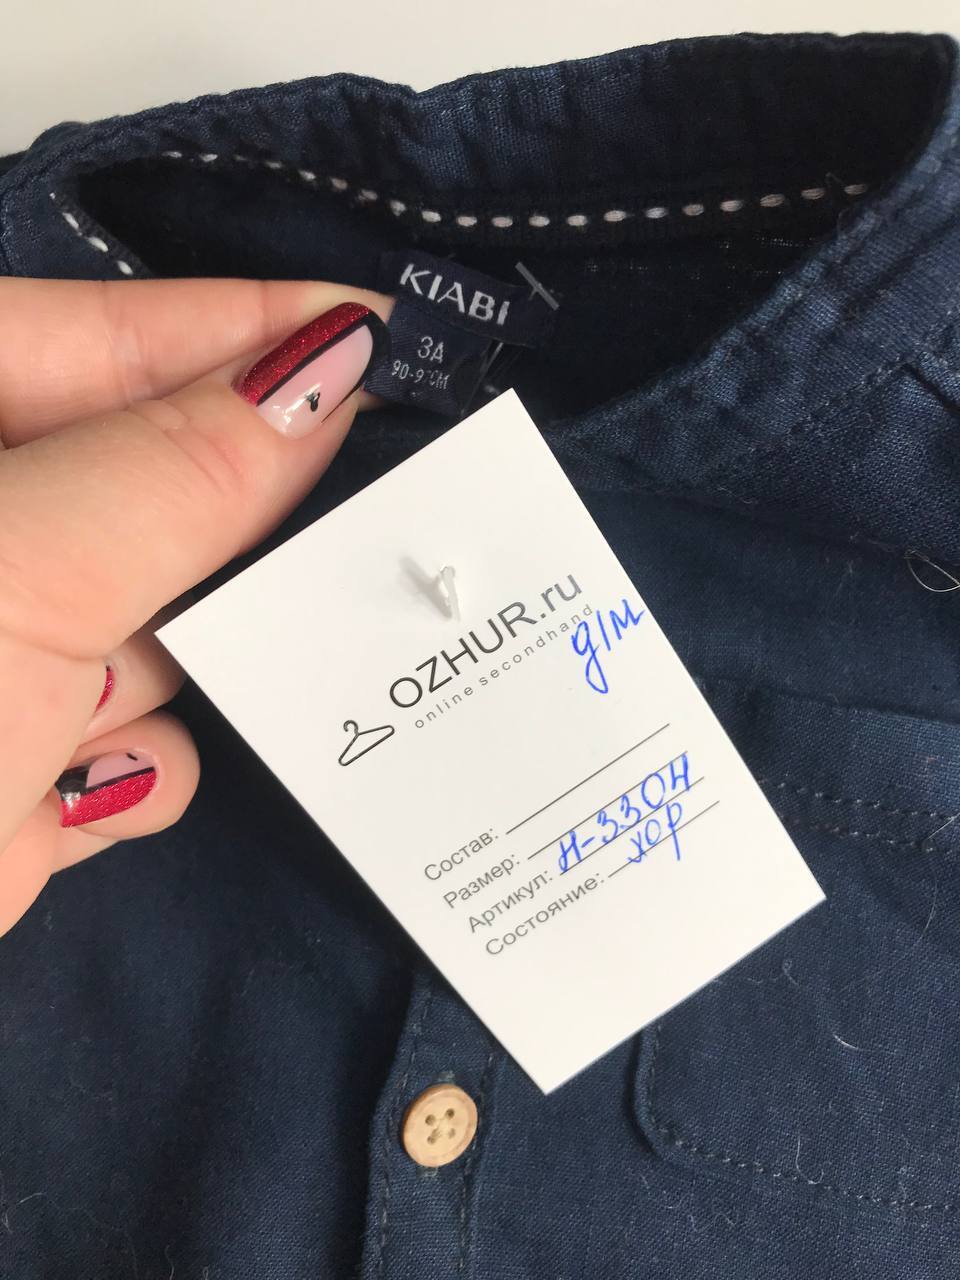 KIABI
3A
OZHUR.ru
online secondhand
д/м
Состав:
Размер:
Артикул: Н-3304
Состояние: хор